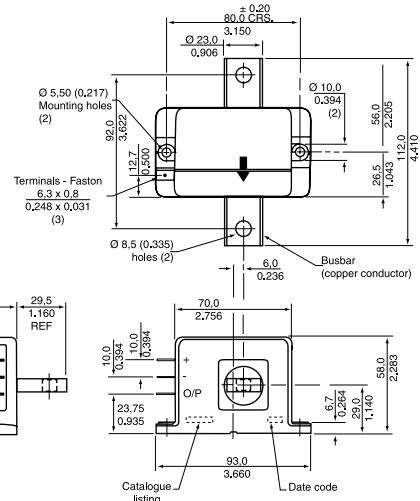 ± 0.20
80,0 CRS.
3.150
Ø 23,0
0.906
Ø 5,50 (0.217)
Mounting holes
(2)
92,0
3.622
12,7
0.500
Ø 10,0
0.394
(2)
56,0
2.205
112,0
4.410
26,5
1.043
Terminals - Faston
6,3 x 0,8
0.248 x 0.031
(3)
Ø 8,5 (0.335)
holes (2)
6,0
0.236
Busbar
(copper conductor)
29,5
1.160
REF
70,0
2.756
10,0
0.394
10,0
0.394
+
-
O/P
23,75
0.935
58,0
2.283
6,7
0.264
29,0
1.140
93,0
3.660
Catalogue
listing
Date code